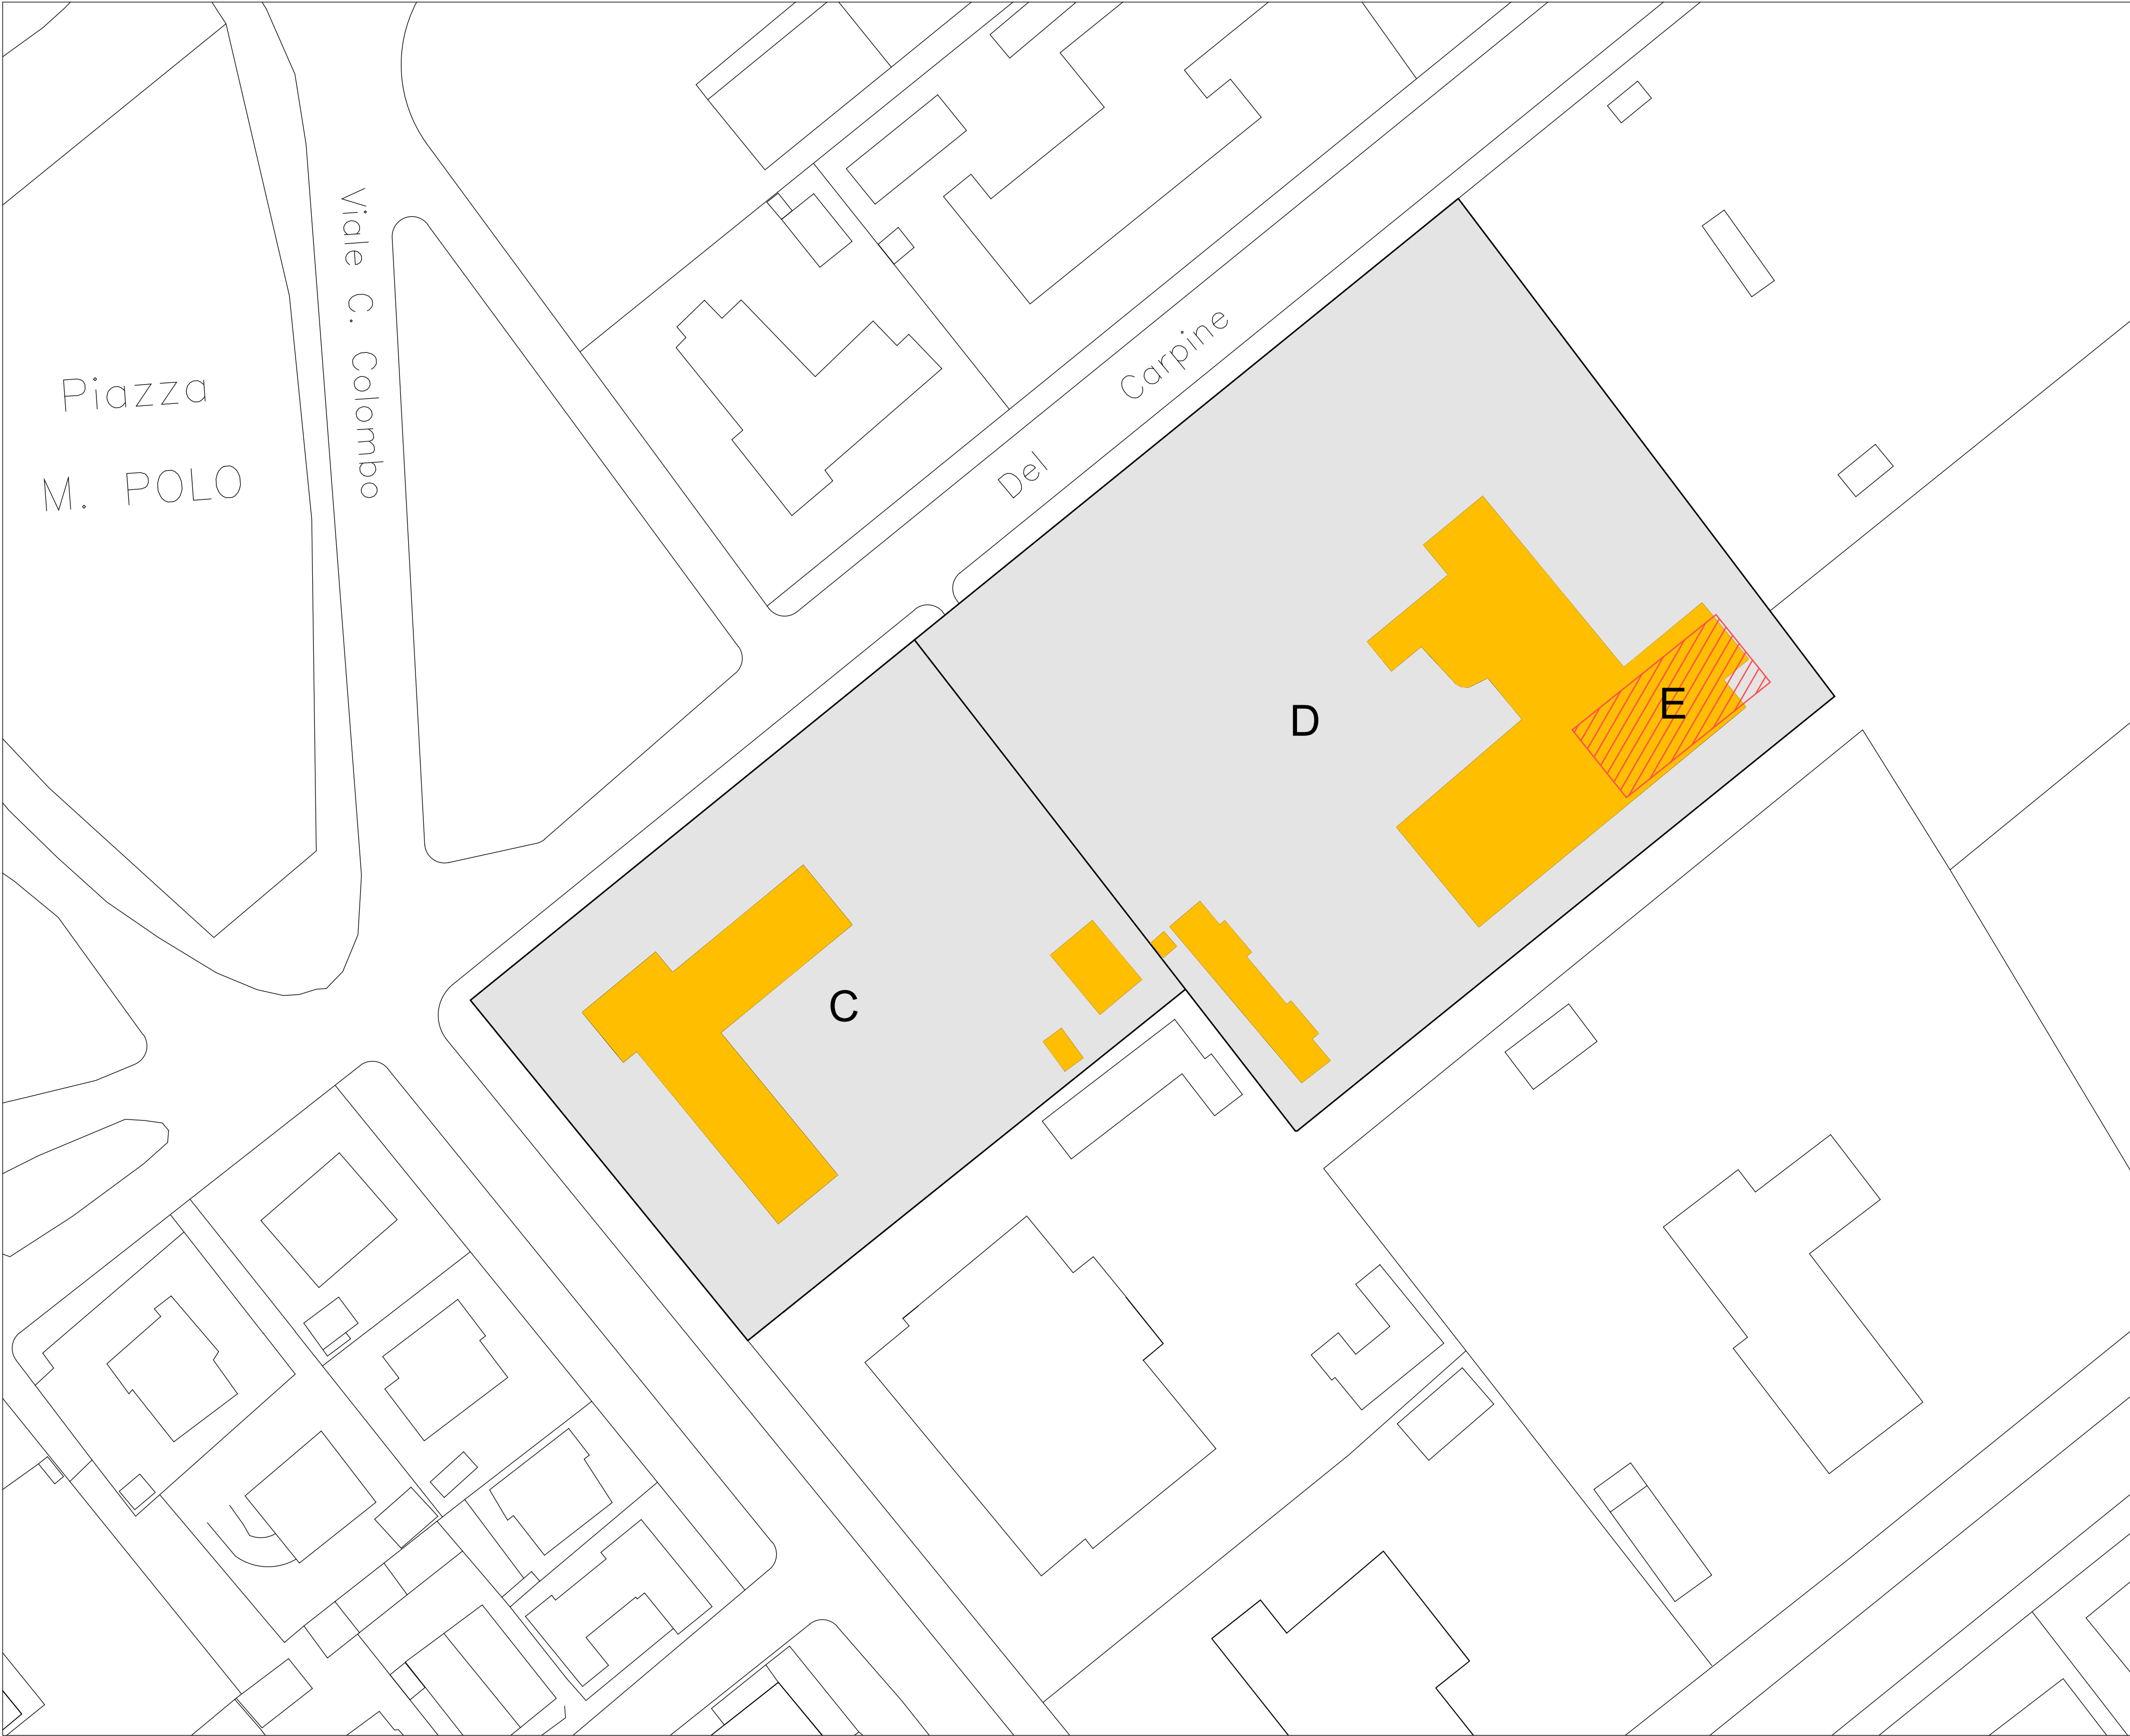 Viale C. Colombo
Piazza
M. POLO
Del Carpine
D
E
C